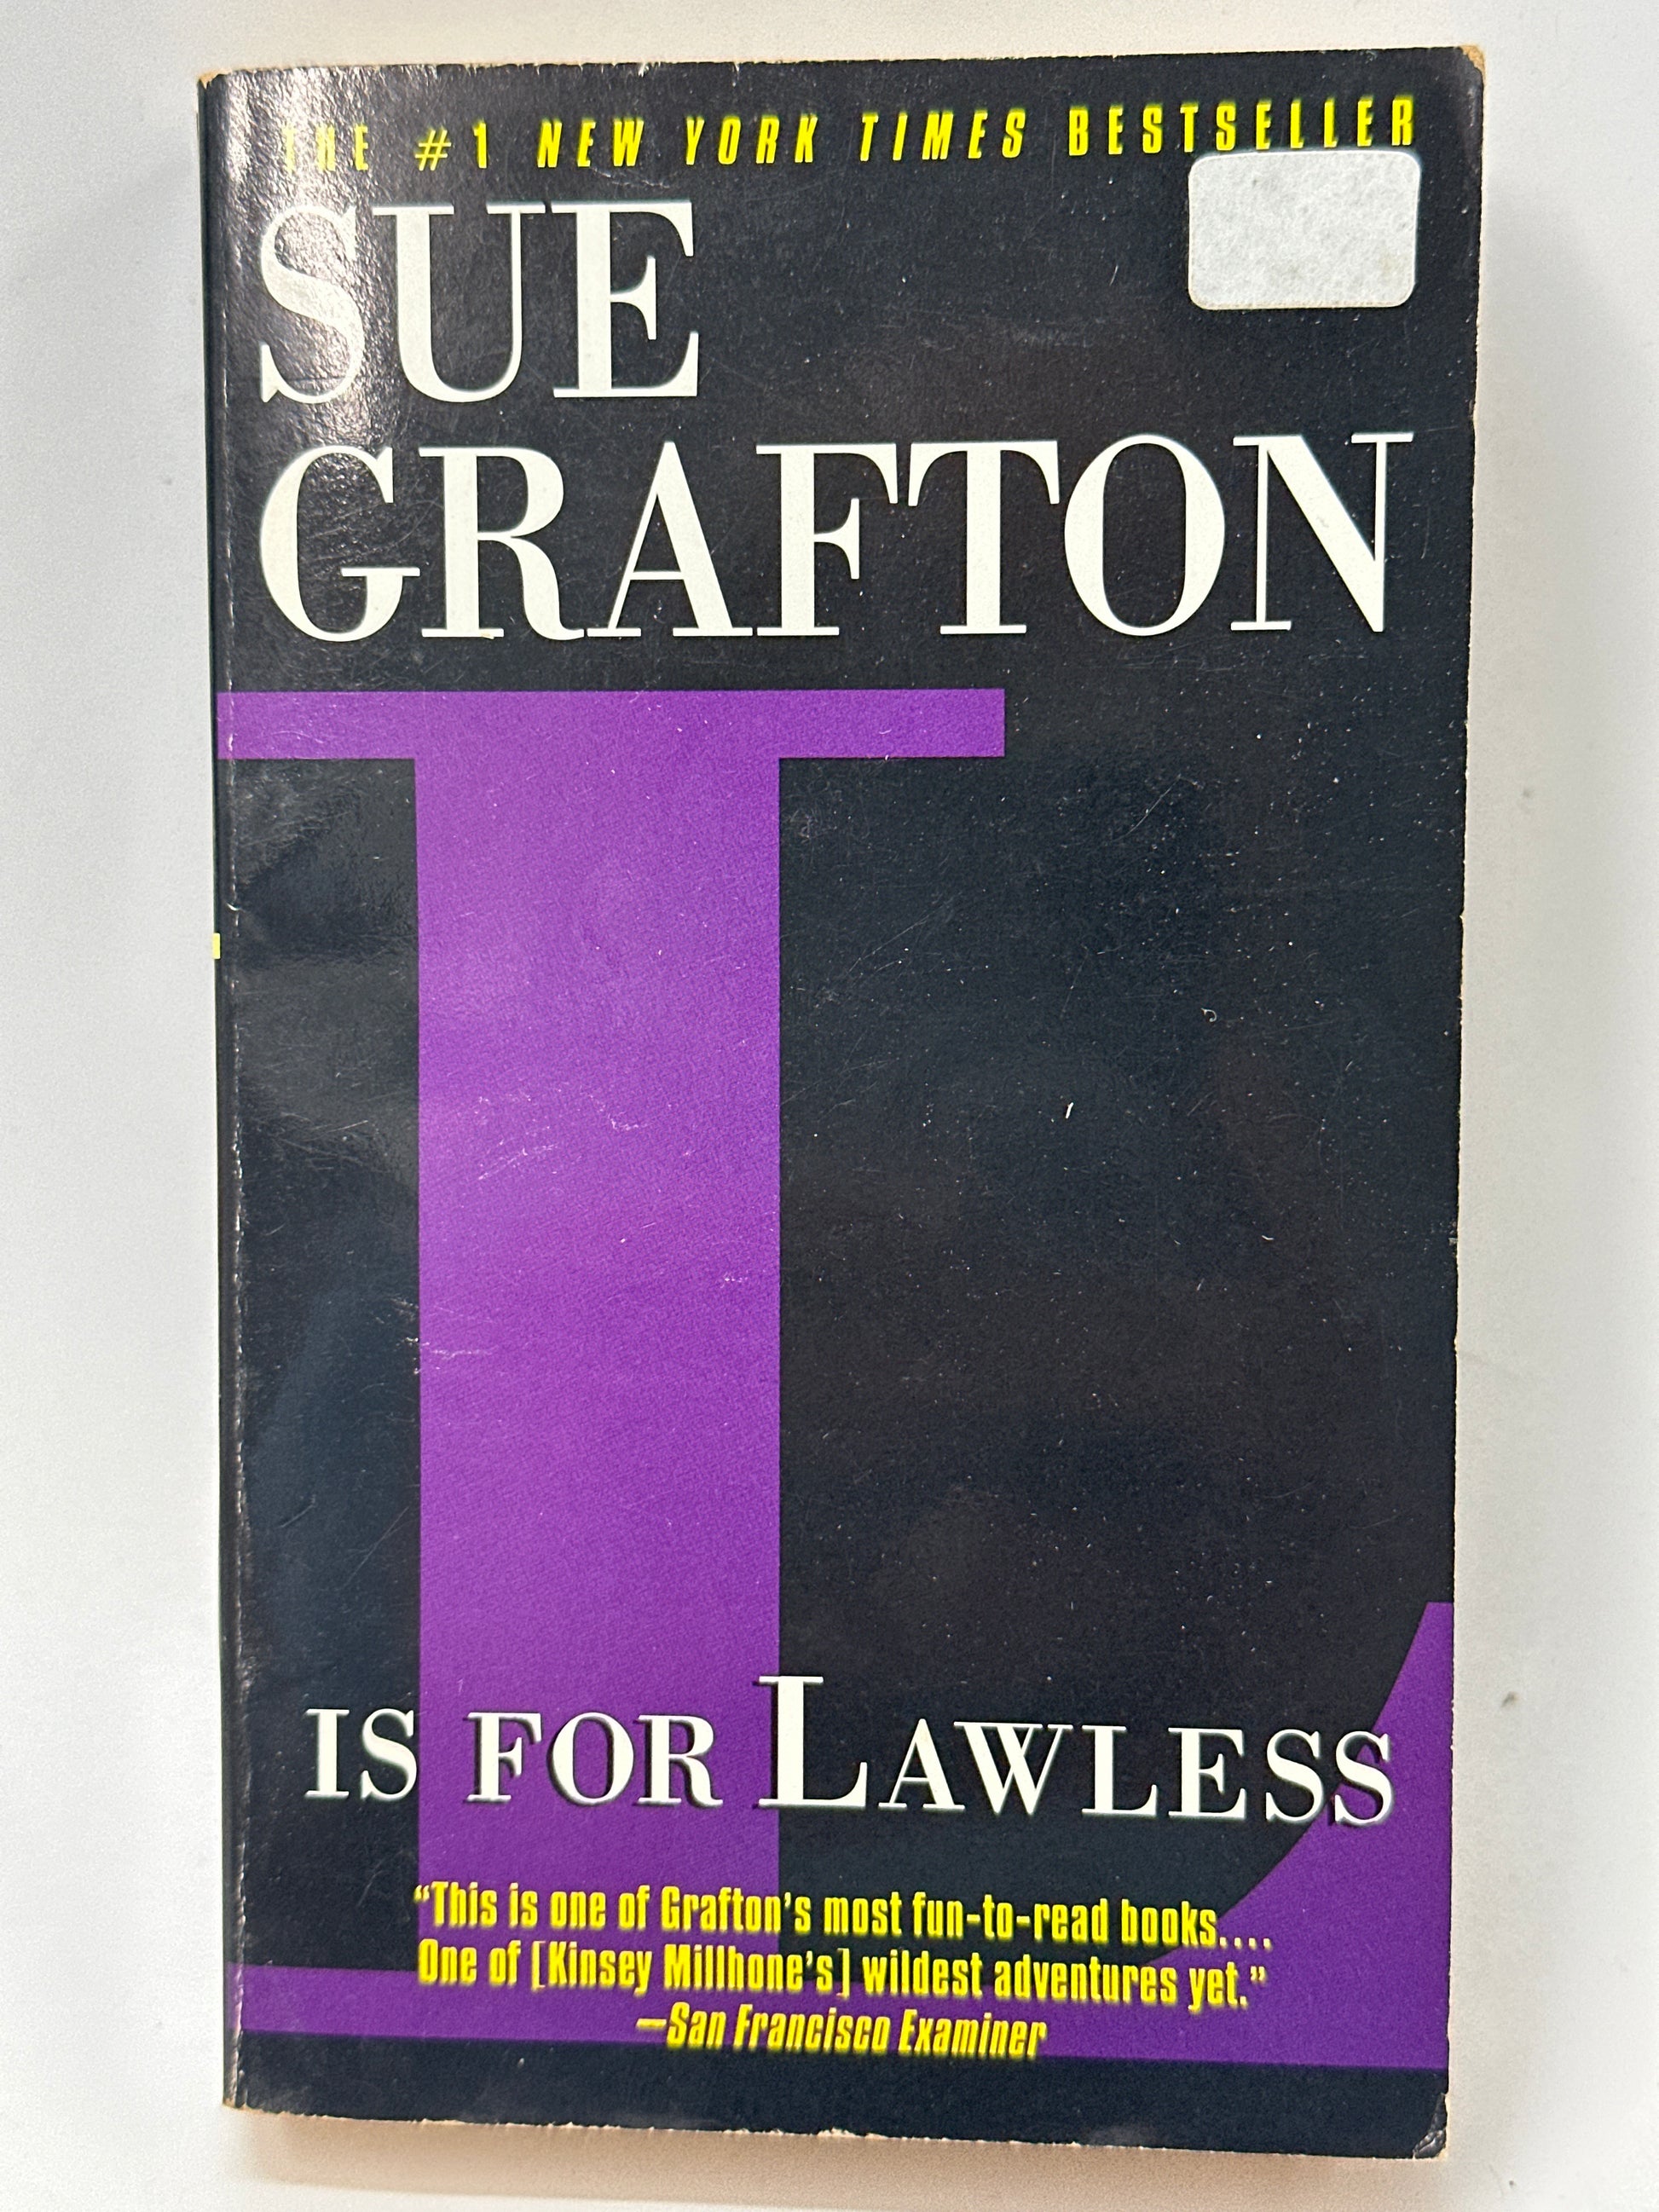 THE #1 NEW YORK TIMES BESTSELLER
SUE
GRAFTON
L
IS FOR LAWLESS
“This is one of Grafton’s most fun-to-read books....
One of [Kinsey Millhone’s] wildest adventures yet.”
—San Francisco Examiner